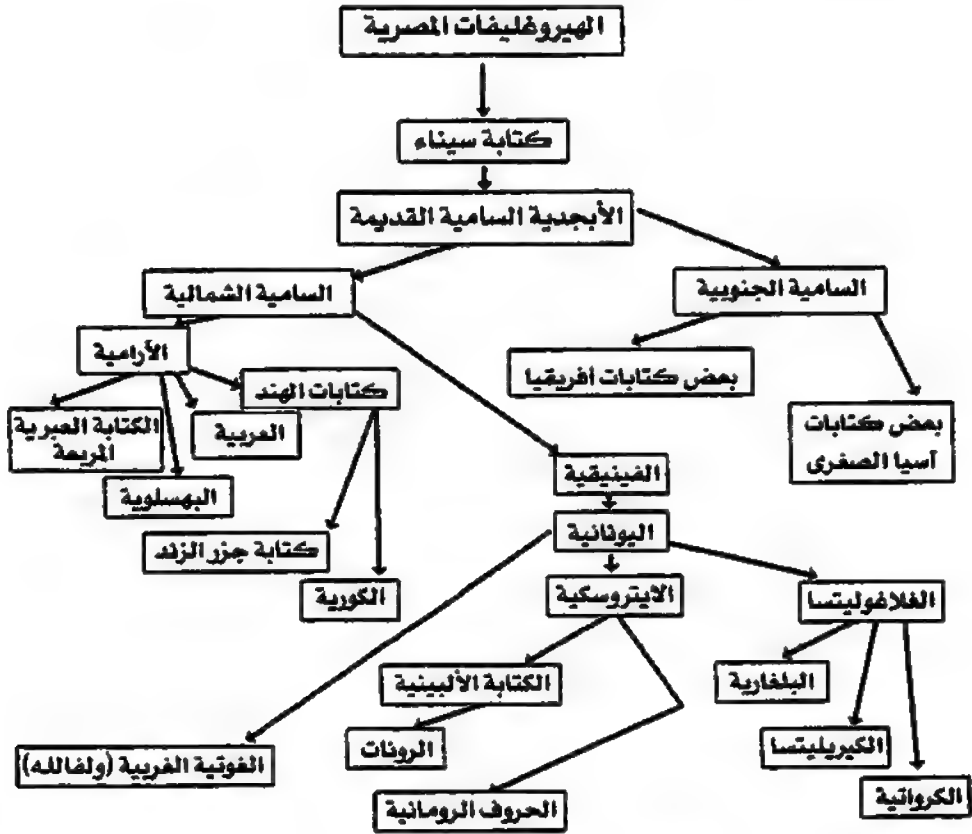 الهيروغليفات المصرية
كتابة سيناء
الأبجدية السامية القديمة
السامية الجنوبية
السامية الشمالية
الآرامية
بعض كتابات أفريقيا
كتابات الهند
بعض كتابات
آسيا الصغرى
الكتابة العبرية
المربعة
العربية
الفينيقية
البهسلوية
اليونانية
كتابة جزر الزند
الكورية
الايتروسكية
الغلاغوليتسا
الكتابة الألبينية
البلغارية
الرونات
الكيريليتسا
الغوتية الغربية (ولفالله)
الحروف الرومانية
الكرواتية